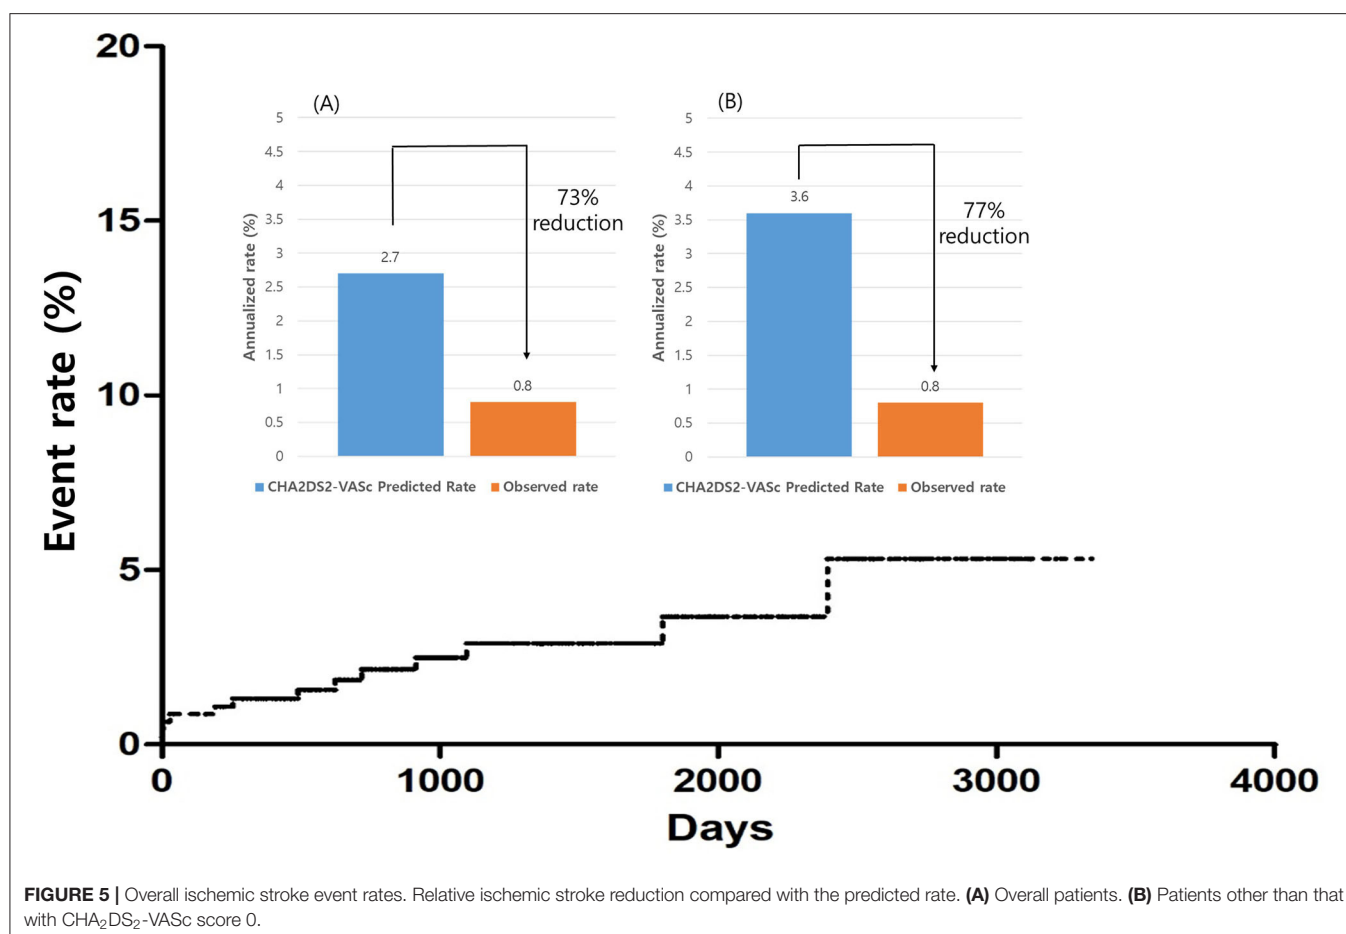 20
15
10
5
0
Event rate (%)
0
1000
2000
3000
4000
Days
(A)
5
4.5
4
3.5
3
2.5
2
1.5
1
0.5
0
Annualized rate (%)
2.7
0.8
73%
reduction
CHA2DS2-VASc Predicted Rate
Observed rate
(B)
5
4.5
4
3.5
3
2.5
2
1.5
1
0.5
0
Annualized rate (%)
3.6
0.8
77%
reduction
CHA2DS2-VASc Predicted Rate
Observed rate
FIGURE 5 | Overall ischemic stroke event rates. Relative ischemic stroke reduction compared with the predicted rate. (A) Overall patients. (B) Patients other than that
with CHA₂DS₂-VASc score 0.